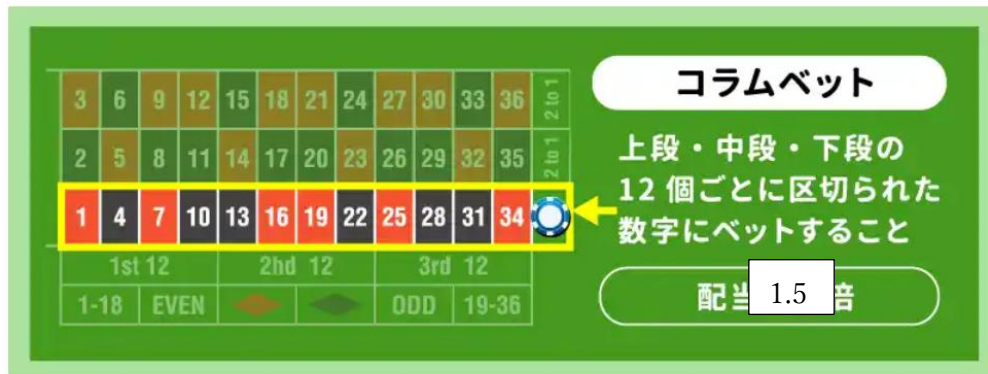 コラムベット
3 6 9 12 15 18 21 24 27 30 33 36 2 to 1
2 5 8 11 14 17 20 23 26 29 32 35 2 to 1
1 4 7 10 13 16 19 22 25 28 31 34
1st 12 2nd 12 3rd 12
1-18 EVEN ODD 19-36
上段・中段・下段の
12個ごとに区切られた
数字にベットすること
配当 1.5 倍